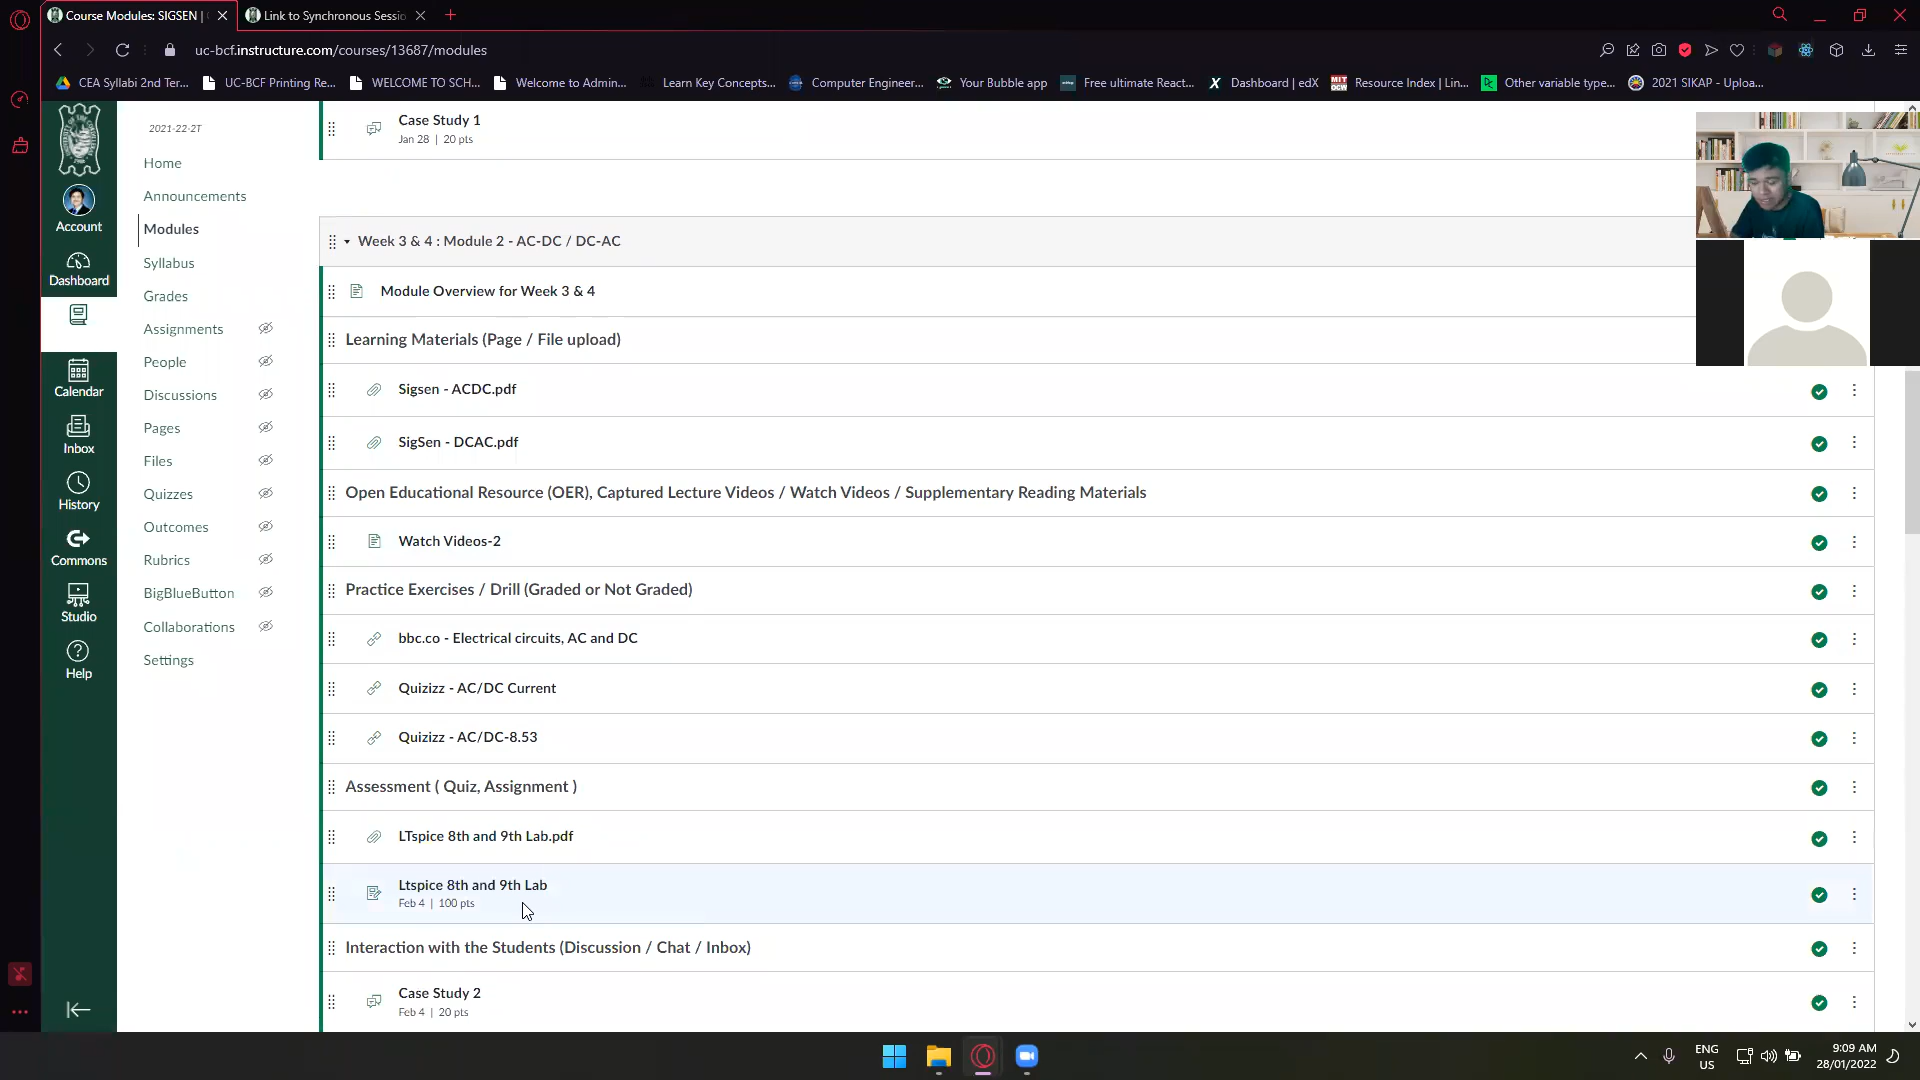 Course Modules: SIGSEN |
Link to Synchronous Sessio
uc-bcf.instructure.com/courses/13687/modules
CEA Syllabi 2nd Ter...
UC-BCF Printing Re...
WELCOME TO SCH...
Welcome to Admin...
Learn Key Concepts...
Computer Engineer...
Your Bubble app
Free ultimate React...
Dashboard | edX
Resource Index | Lin...
Other variable type...
2021 SIKAP - Uploa...
Account
Dashboard
Calendar
Inbox
History
Commons
Studio
Help
2021-22-2T
Home
Announcements
Modules
Syllabus
Grades
Assignments
People
Discussions
Pages
Files
Quizzes
Outcomes
Rubrics
BigBlueButton
Collaborations
Settings
Case Study 1
Jan 28 | 20 pts
Week 3 & 4 : Module 2 - AC-DC / DC-AC
Module Overview for Week 3 & 4
Learning Materials (Page / File upload)
Sigsen - ACDC.pdf
SigSen - DCAC.pdf
Open Educational Resource (OER), Captured Lecture Videos / Watch Videos / Supplementary Reading Materials
Watch Videos-2
Practice Exercises / Drill (Graded or Not Graded)
bbc.co - Electrical circuits, AC and DC
Quizizz - AC/DC Current
Quizizz - AC/DC-8.53
Assessment ( Quiz, Assignment )
LTspice 8th and 9th Lab.pdf
Ltspice 8th and 9th Lab
Feb 4 | 100 pts
Interaction with the Students (Discussion / Chat / Inbox)
Case Study 2
Feb 4 | 20 pts
ENG
US
9:09 AM
28/01/2022